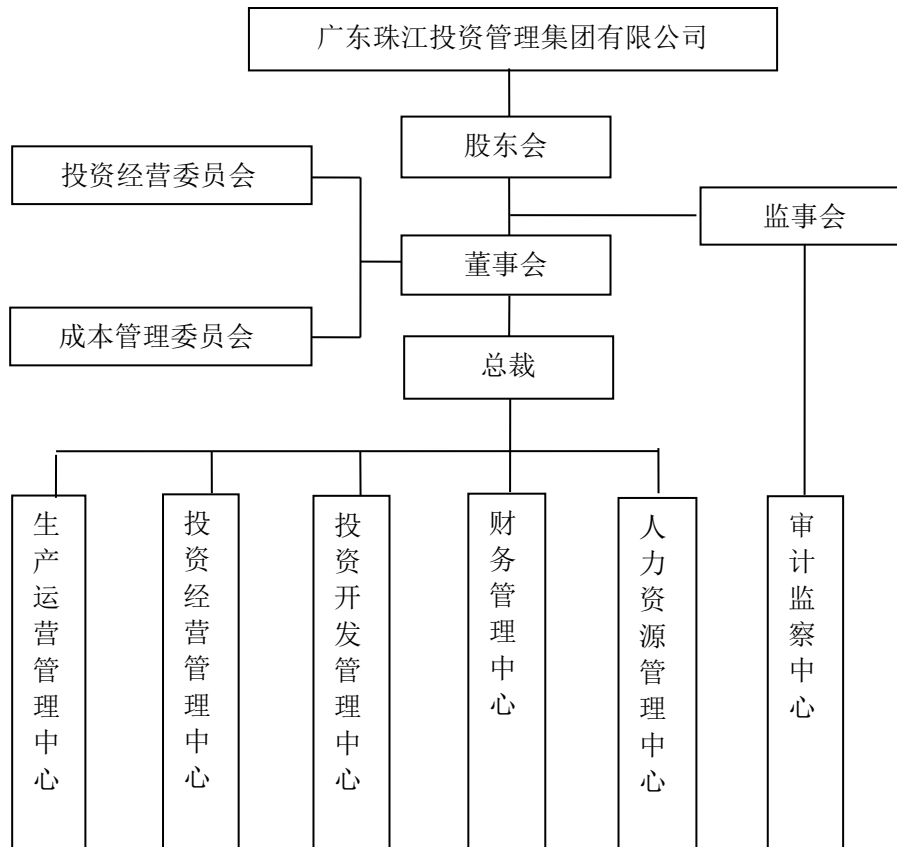 广东珠江投资管理集团有限公司
股东会
投资经营委员会
监事会
董事会
成本管理委员会
总裁
生产运营管理中心
投资经营管理中心
投资开发管理中心
财务管理中心
人力资源管理中心
审计监察中心